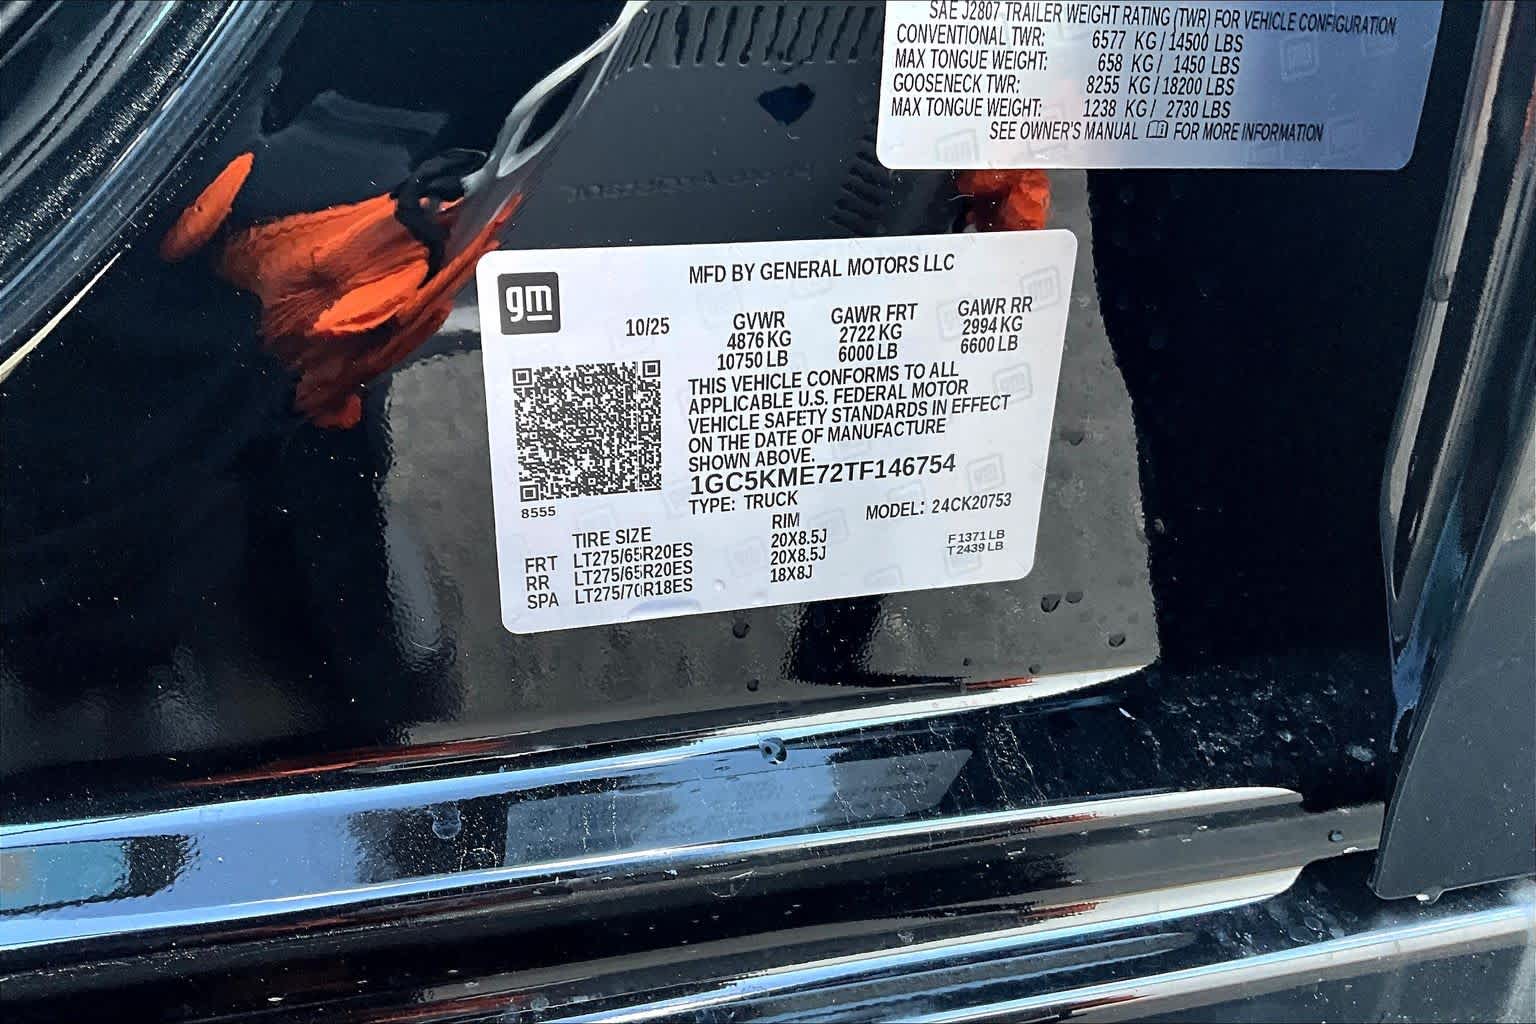 SAE J2807 TRAILER WEIGHT RATING (TWR) FOR VEHICLE CONFIGURATION
CONVENTIONAL TWR: 6577 KG / 14500 LBS
MAX TONGUE WEIGHT: 658 KG / 1450 LBS
GOOSENECK TWR: 8255 KG / 18200 LBS
MAX TONGUE WEIGHT: 1238 KG / 2730 LBS
SEE OWNER'S MANUAL FOR MORE INFORMATION
gm
MFD BY GENERAL MOTORS LLC
10/25 GVWR GAWR FRT GAWR RR
4876 KG 2722 KG 2994 KG
10750 LB 6000 LB 6600 LB
THIS VEHICLE CONFORMS TO ALL
APPLICABLE U.S. FEDERAL MOTOR
VEHICLE SAFETY STANDARDS IN EFFECT
ON THE DATE OF MANUFACTURE
SHOWN ABOVE.
1GC5KME72TF146754
8555
TYPE: TRUCK MODEL: 24CK20753
TIRE SIZE RIM
FRT LT275/65R20ES 20X8.5J F 1371 LB
RR LT275/65R20ES 20X8.5J T 2439 LB
SPA LT275/70R18ES 18X8J